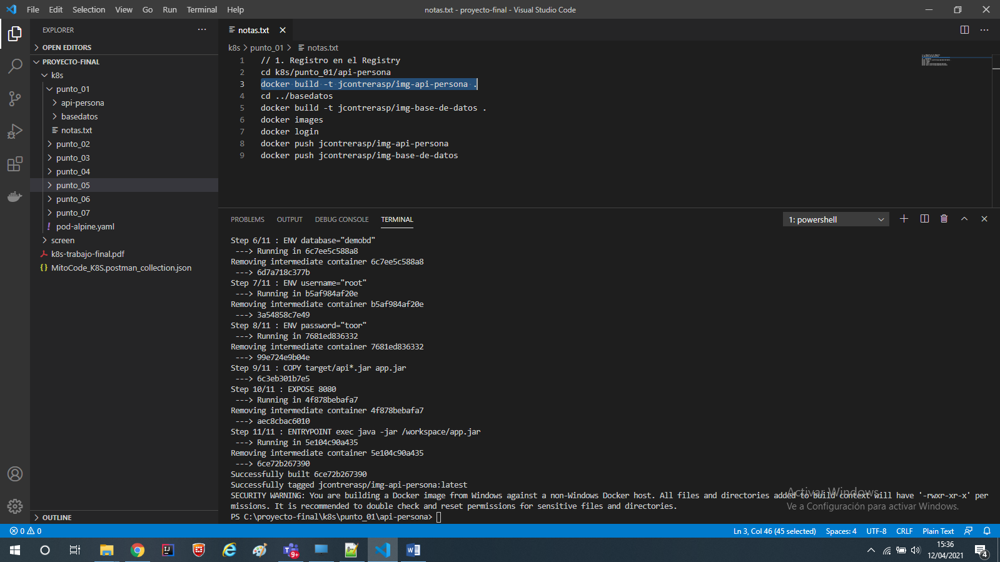 File Edit Selection View Go Run Terminal Help
notas.txt - proyecto-final - Visual Studio Code
EXPLORER
OPEN EDITORS
PROYECTO-FINAL
k8s
punto_01
api-persona
basedatos
notas.txt
punto_02
punto_03
punto_04
punto_05
punto_06
punto_07
pod-alpine.yaml
screen
k8s-trabajo-final.pdf
MitoCode_K8S.postman_collection.json
OUTLINE
notas.txt
k8s punto_01 notas.txt
1 // 1. Registro en el Registry
2 cd k8s/punto_01/api-persona
3 docker build -t jcontrerasp/img-api-persona .
4 cd ../basedatos
5 docker build -t jcontrerasp/img-base-de-datos .
6 docker images
7 docker login
8 docker push jcontrerasp/img-api-persona
9 docker push jcontrerasp/img-base-de-datos
PROBLEMS OUTPUT DEBUG CONSOLE TERMINAL
1: powershell
Step 6/11 : ENV database="demobd"
---> Running in 6c7ee5c588a8
Removing intermediate container 6c7ee5c588a8
---> 6d7a718c377b
Step 7/11 : ENV username="root"
---> Running in b5af984af20e
Removing intermediate container b5af984af20e
---> 3a54858c7e49
Step 8/11 : ENV password="toor"
---> Running in 7681ed836332
Removing intermediate container 7681ed836332
---> 99e724e9b04e
Step 9/11 : COPY target/api*.jar app.jar
---> 6c3eb301b7e5
Step 10/11 : EXPOSE 8080
---> Running in 4f878bebafa7
Removing intermediate container 4f878bebafa7
---> aec8cbac6010
Step 11/11 : ENTRYPOINT exec java -jar /workspace/app.jar
---> Running in 5e104c90a435
Removing intermediate container 5e104c90a435
---> 6ce72b267390
Successfully built 6ce72b267390
Successfully tagged jcontrerasp/img-api-persona:latest
SECURITY WARNING: You are building a Docker image from Windows against a non-Windows Docker host. All files and directories added to build context will have '-rwxr-xr-x' per
missions. It is recommended to double check and reset permissions for sensitive files and directories.
PS C:\proyecto-final\k8s\punto_01\api-persona>
Activar Windows
Ve a Configuración para activar Windows.
0 0
Ln 3, Col 46 (45 selected) Spaces: 4 UTF-8 CRLF Plain Text
9+
15:36
12/04/2021
4